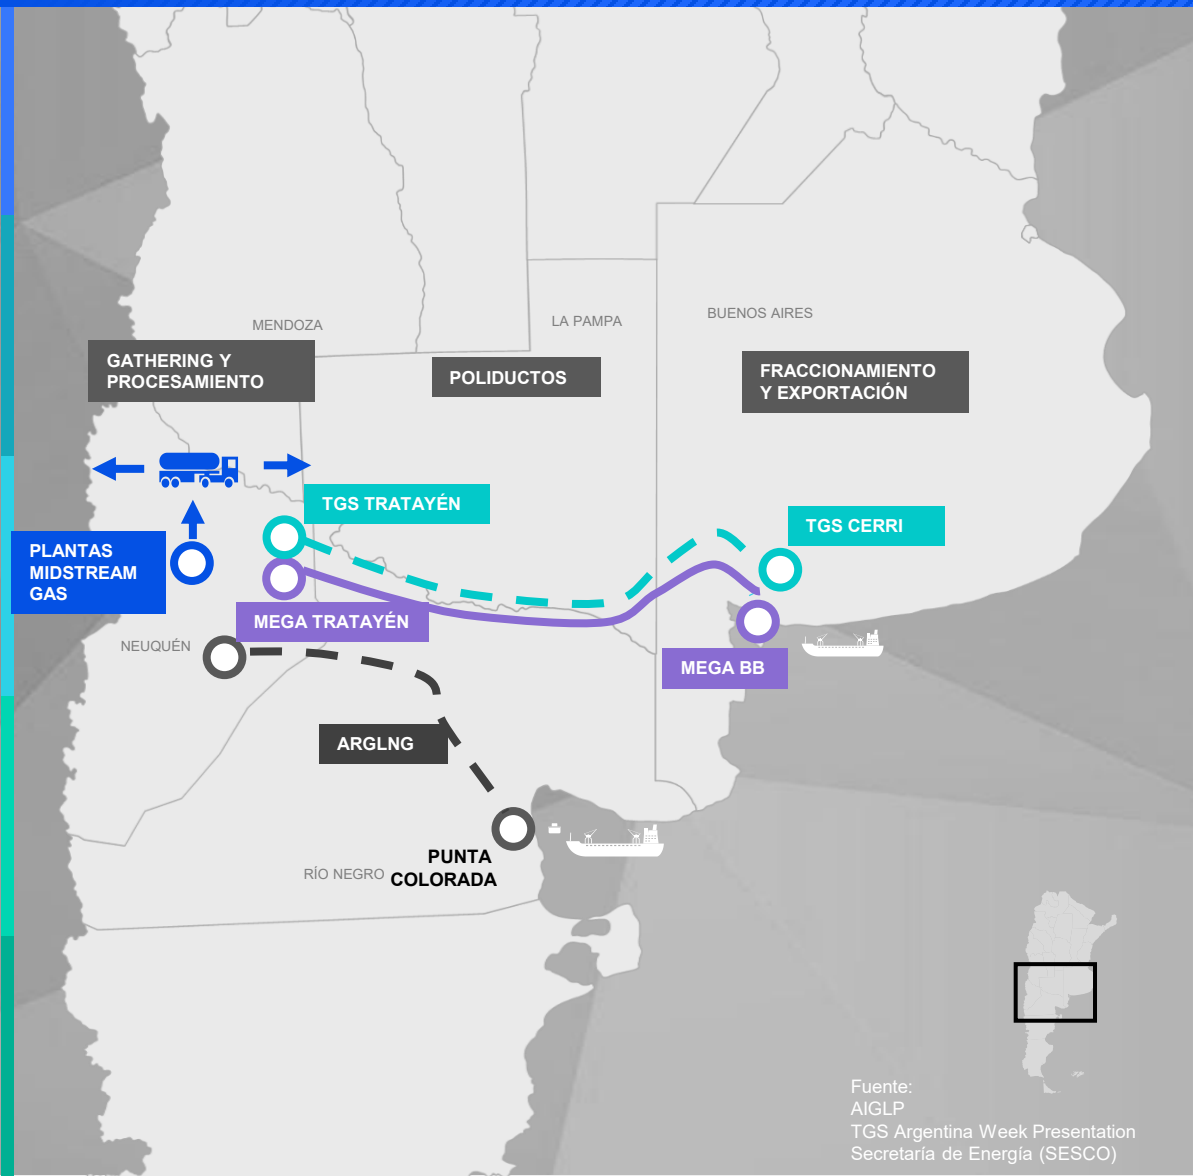 MENDOZA
LA PAMPA
BUENOS AIRES
GATHERING Y
PROCESAMIENTO
POLIDUCTOS
FRACCIONAMIENTO
Y EXPORTACIÓN
TGS TRATAYÉN
TGS CERRI
PLANTAS
MIDSTREAM
GAS
MEGA TRATAYÉN
NEUQUÉN
MEGA BB
ARGLNG
PUNTA
COLORADA
RÍO NEGRO
Fuente:
AIGLP
TGS Argentina Week Presentation
Secretaría de Energía (SESCO)